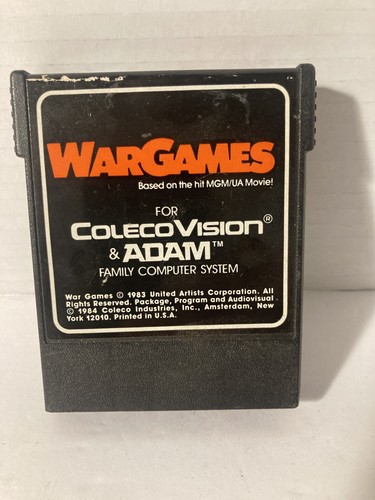 WARGAMES
Based on the hit MGM/UA Movie!
FOR
COLECOVISION®
& ADAM™
FAMILY COMPUTER SYSTEM
War Games © 1983 United Artists Corporation. All
Rights Reserved. Package, Program and Audiovisual
© 1984 Coleco Industries, Inc., Amsterdam, New
York 12010. Printed in U.S.A.